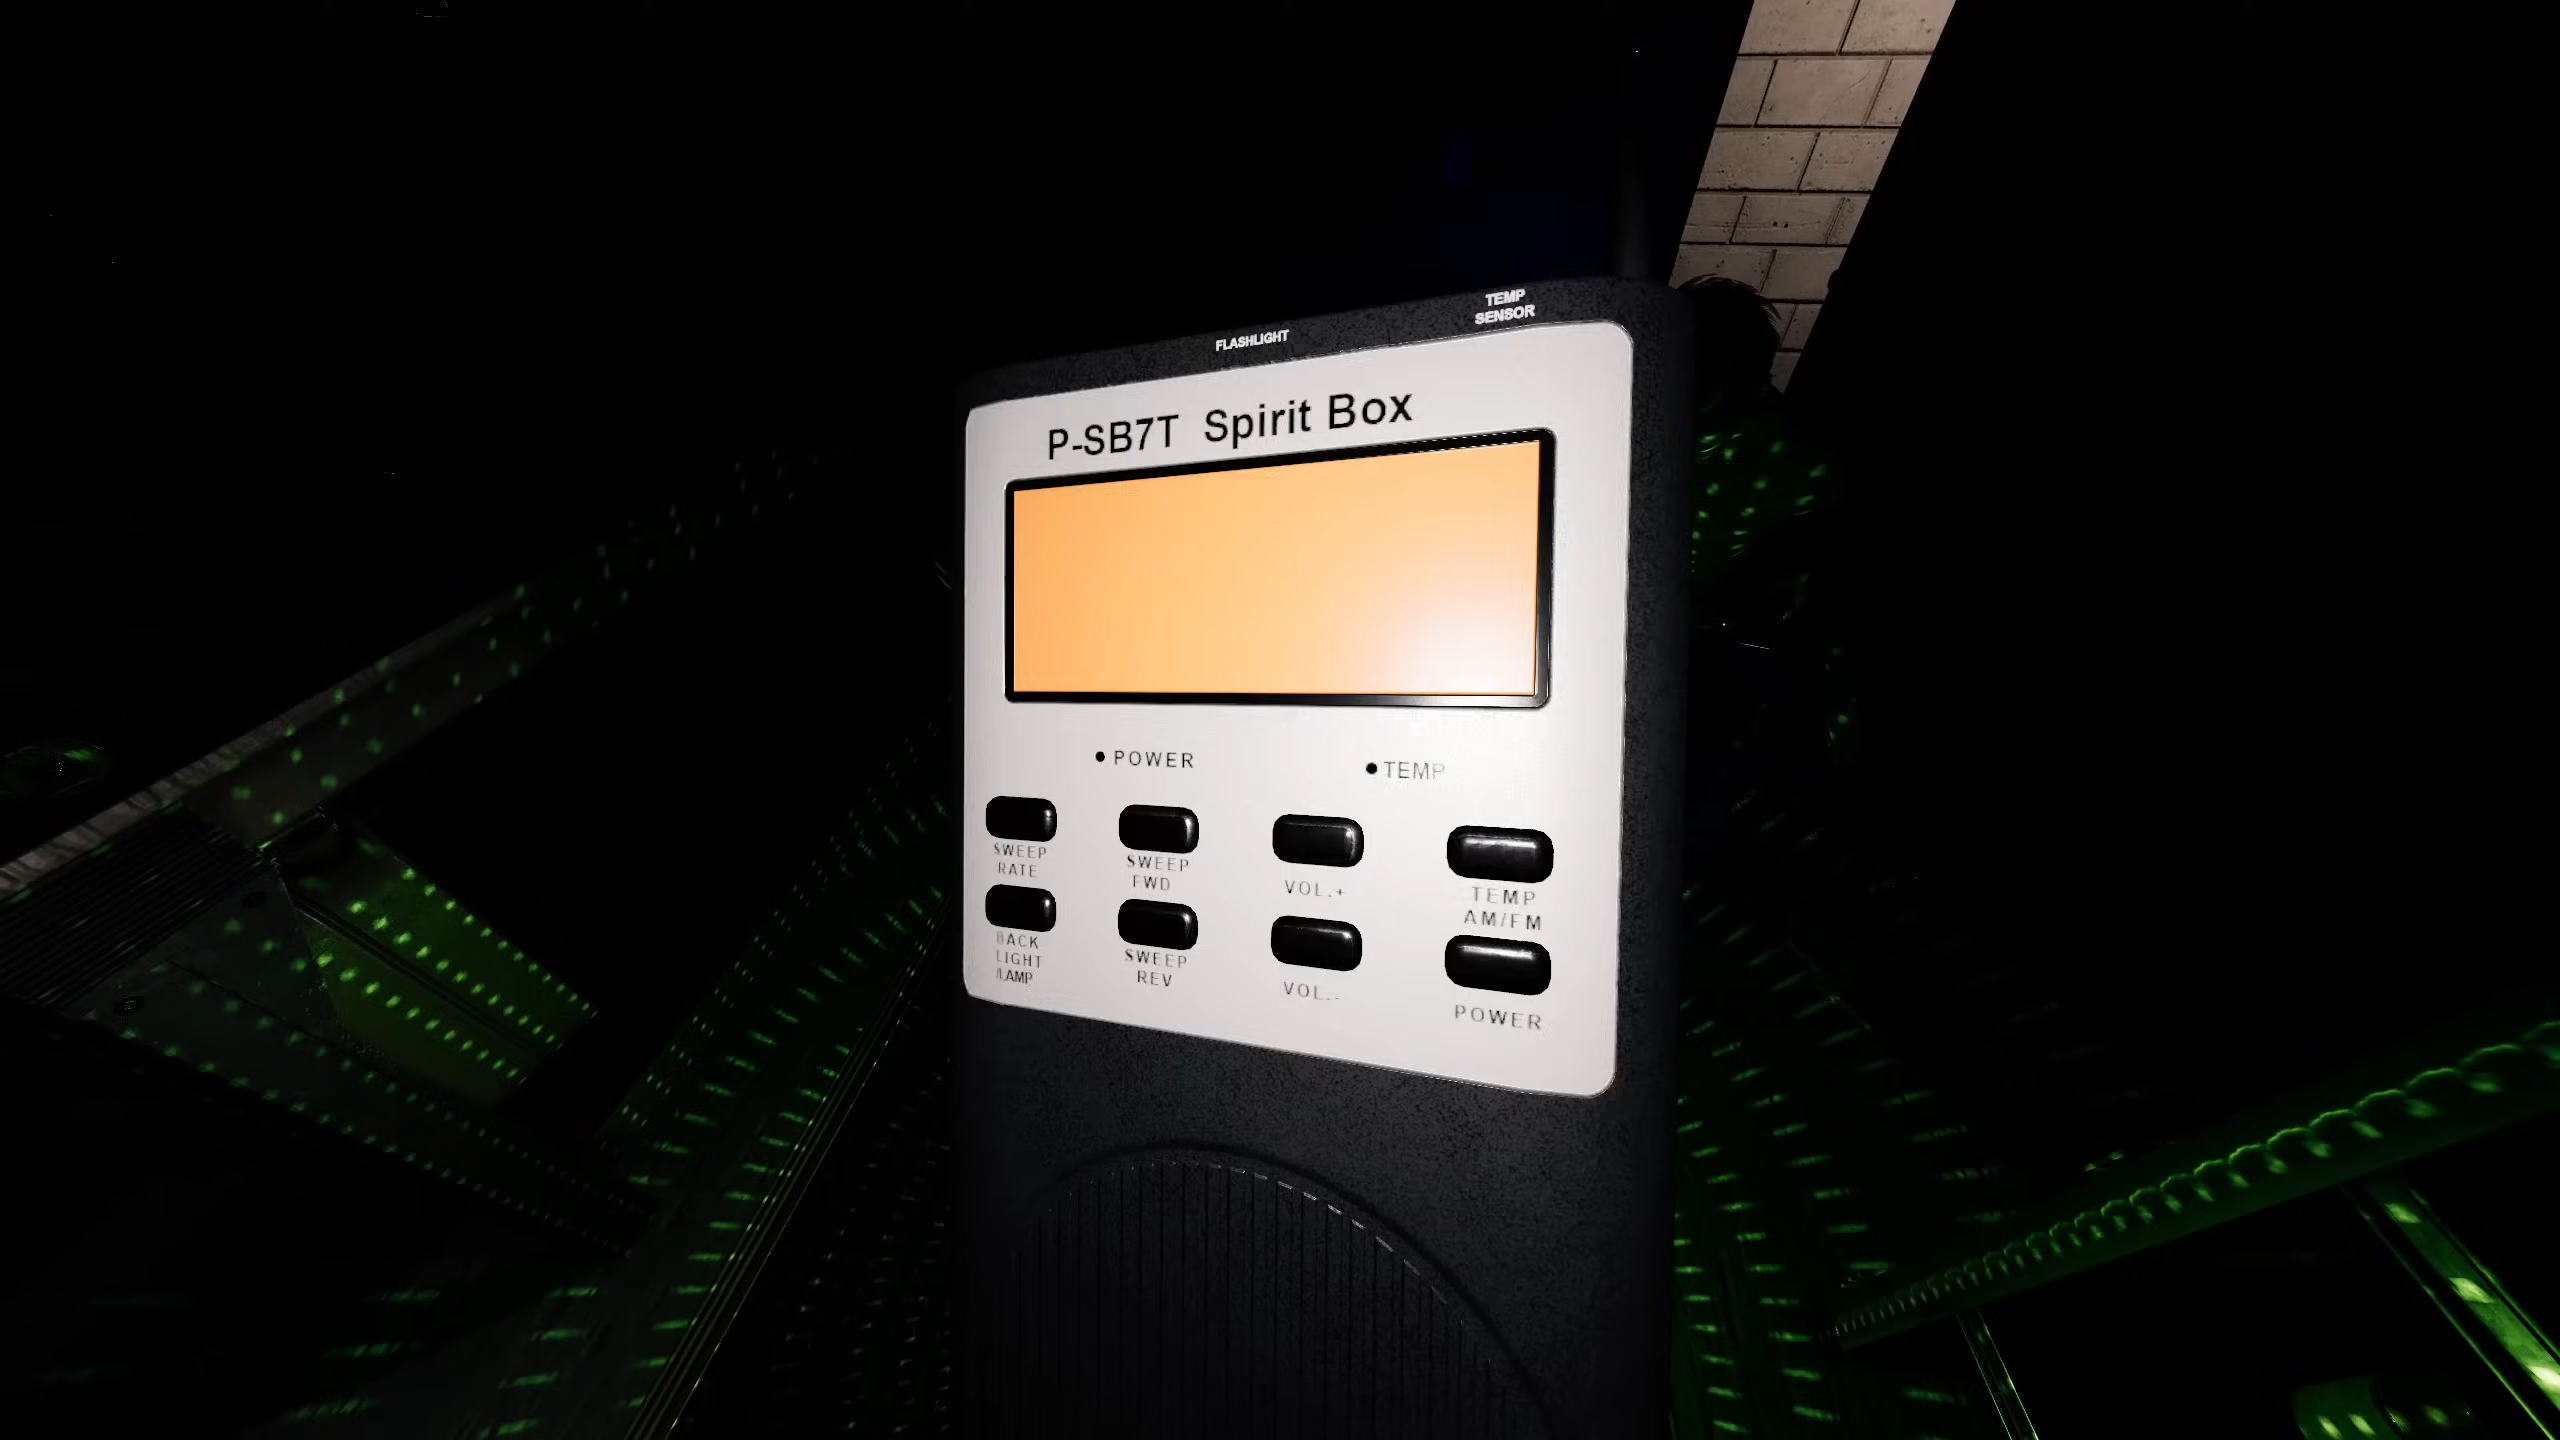 FLASHLIGHT
TEMP
SENSOR
P-SB7T Spirit Box
POWER
TEMP
SWEEP
RATE
SWEEP
FWD
VOL.+
TEMP
AM/FM
BACK
LIGHT
/LAMP
SWEEP
REV
VOL.-
POWER